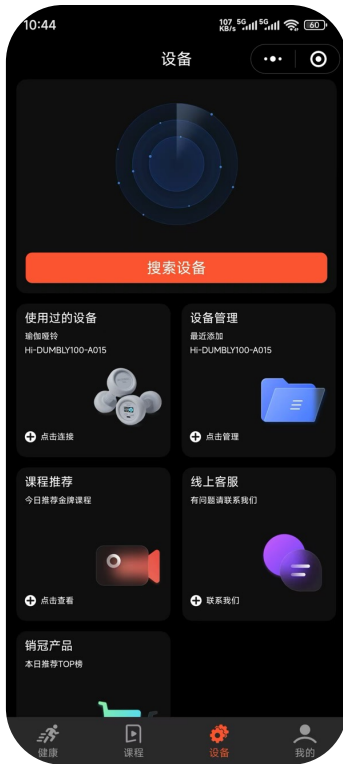 10:44
107 KB/s 5G 5G 60
设备
搜索设备
使用过的设备
瑜伽哑铃
Hi-DUMBLY100-A015
点击连接
设备管理
最近添加
Hi-DUMBLY100-A015
点击管理
课程推荐
今日推荐金牌课程
点击查看
线上客服
有问题请联系我们
联系我们
销冠产品
本日推荐TOP榜
健康
课程
设备
我的